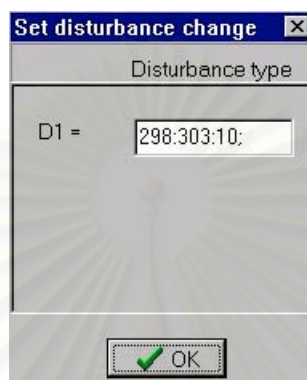 Set disturbance change
Disturbance type
D1 = 298:303:10;
OK